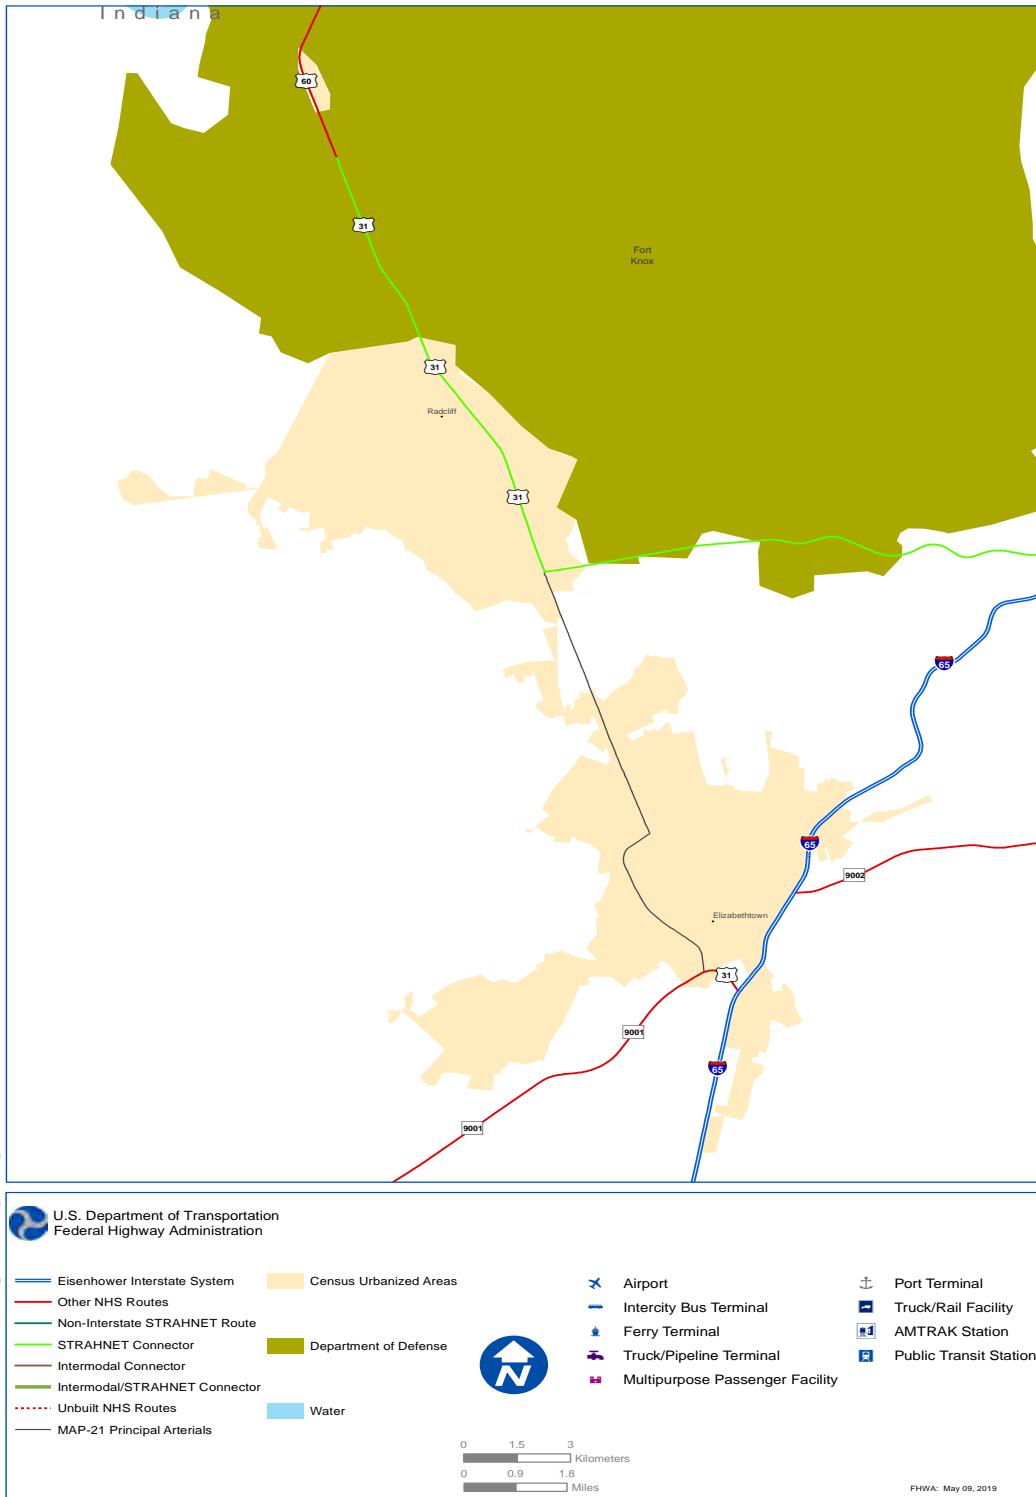 Indiana
60
31
Fort
Knox
31
Radcliff
31
65
65
9002
Elizabethtown
31
9001
65
9001
U.S. Department of Transportation
Federal Highway Administration
Eisenhower Interstate System
Other NHS Routes
Non-Interstate STRAHNET Route
STRAHNET Connector
Intermodal Connector
Intermodal/STRAHNET Connector
Unbuilt NHS Routes
MAP-21 Principal Arterials
Census Urbanized Areas
Department of Defense
Water
N
Airport
Intercity Bus Terminal
Ferry Terminal
Truck/Pipeline Terminal
Multipurpose Passenger Facility
Port Terminal
Truck/Rail Facility
AMTRAK Station
Public Transit Station
0 1.5 3
Kilometers
0 0.9 1.8
Miles
FHWA: May 09, 2019